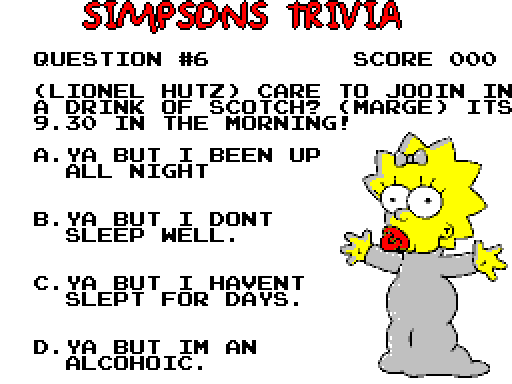 SIMPSONS TRIVIA
QUESTION #6 SCORE 000
(LIONEL HUTZ) CARE TO JOOIN IN
A DRINK OF SCOTCH? (MARGE) ITS
9.30 IN THE MORNING!
A. YA BUT I BEEN UP
ALL NIGHT
B. YA BUT I DONT
SLEEP WELL.
C. YA BUT I HAVENT
SLEPT FOR DAYS.
D. YA BUT IM AN
ALCOHOIC.